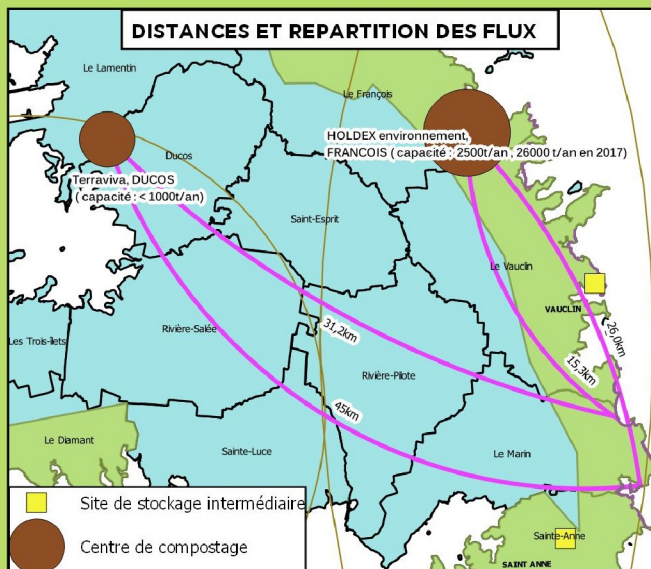 DISTANCES ET REPARTITION DES FLUX
Le Lamentin
Le François
HOLDEX environnement,
FRANCOIS ( capacité : 2500t/an , 26000 t/an en 2017)
Ducos
Terraviva, DUCOS
( capacité : < 1000t/an)
Saint-Esprit
Le Vauclin
VAUCLIN
Rivière-Salée
31,2km
26,0km
Les Trois-îlets
Rivière-Pilote
15,3km
45km
Le Diamant
Sainte-Luce
Le Marin
Site de stockage intermédiaire
Sainte-Anne
Centre de compostage
SAINT ANNE